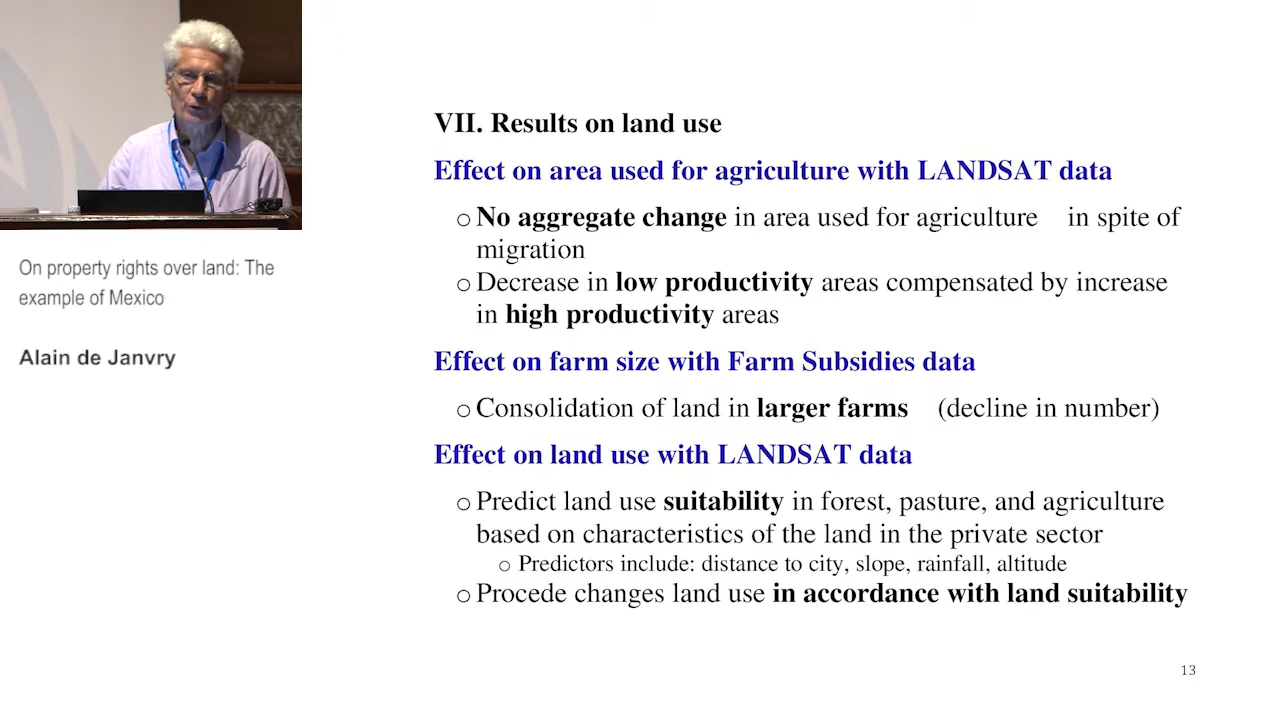 On property rights over land: The
example of Mexico
Alain de Janvry
VII. Results on land use
Effect on area used for agriculture with LANDSAT data
o No aggregate change in area used for agriculture in spite of
migration
o Decrease in low productivity areas compensated by increase
in high productivity areas
Effect on farm size with Farm Subsidies data
o Consolidation of land in larger farms (decline in number)
Effect on land use with LANDSAT data
o Predict land use suitability in forest, pasture, and agriculture
based on characteristics of the land in the private sector
o Predictors include: distance to city, slope, rainfall, altitude
o Procede changes land use in accordance with land suitability
13